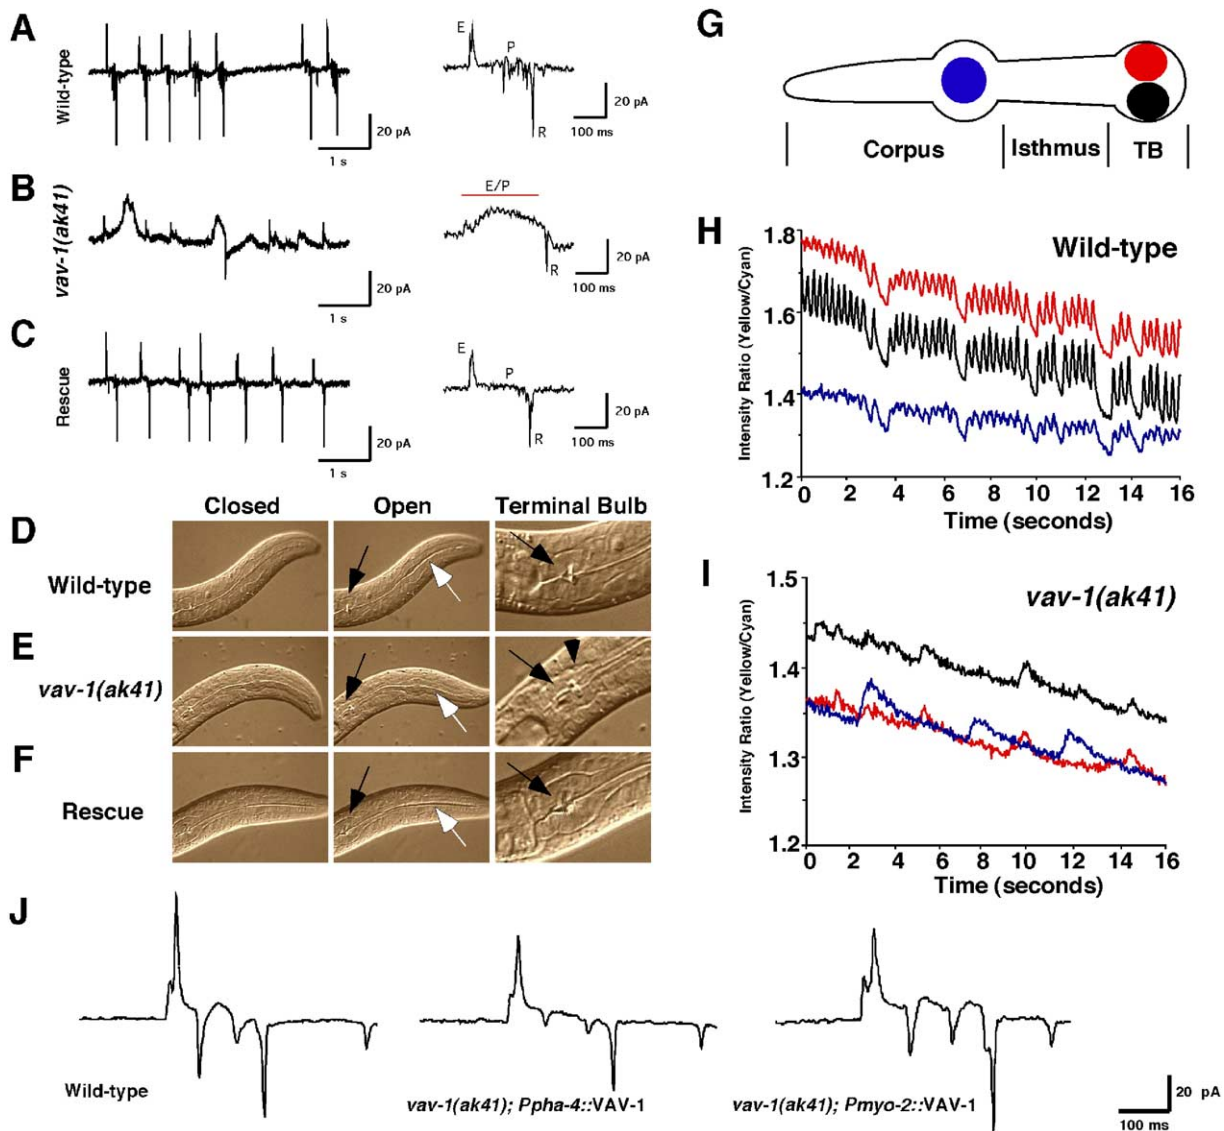 A
Wild-type
20 pA
1 s
E
P
R
20 pA
100 ms
B
vav-1(ak41)
20 pA
1 s
E/P
R
20 pA
100 ms
C
Rescue
20 pA
1 s
E
P
R
20 pA
100 ms
Closed
Open
Terminal Bulb
D
Wild-type
E
vav-1(ak41)
F
Rescue
G
Corpus
Isthmus
TB
H
Wild-type
Intensity Ratio (Yellow/Cyan)
1.8
1.6
1.4
1.2
0 2 4 6 8 10 12 14 16
Time (seconds)
I
vav-1(ak41)
Intensity Ratio (Yellow/Cyan)
1.5
1.4
1.3
1.2
0 2 4 6 8 10 12 14 16
Time (seconds)
J
Wild-type
vav-1(ak41); Ppha-4::VAV-1
vav-1(ak41); Pmyo-2::VAV-1
20 pA
100 ms